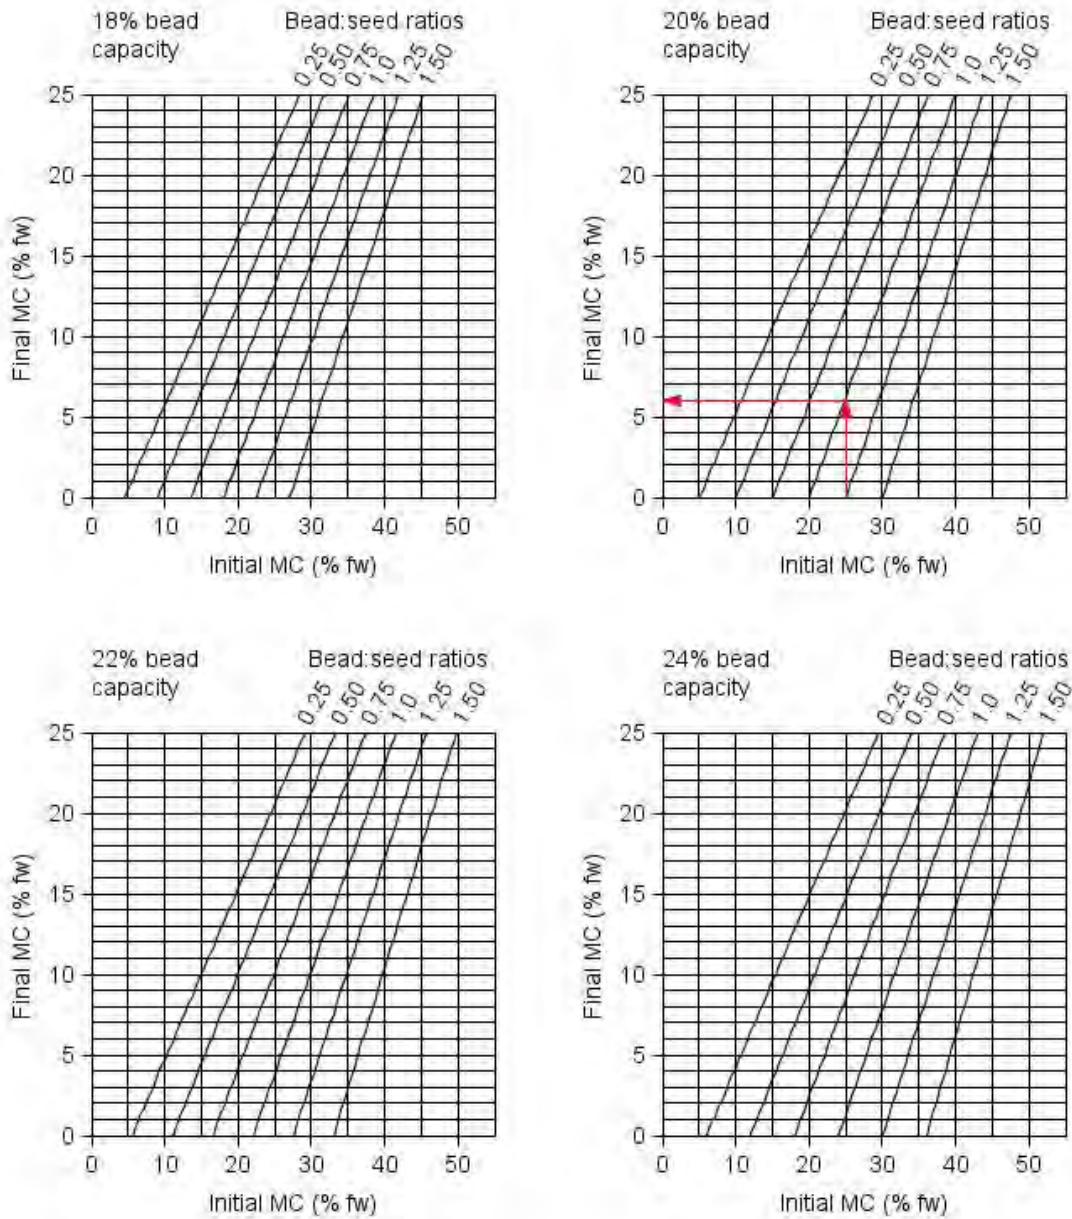 18% bead capacity
Bead:seed ratios
0.25 0.50 0.75 1.0 1.25 1.50
25
20
15
10
5
0
Final MC (% fw)
0 10 20 30 40 50
Initial MC (% fw)
20% bead capacity
Bead:seed ratios
0.25 0.50 0.75 1.0 1.25 1.50
25
20
15
10
5
0
Final MC (% fw)
0 10 20 30 40 50
Initial MC (% fw)
22% bead capacity
Bead:seed ratios
0.25 0.50 0.75 1.0 1.25 1.50
25
20
15
10
5
0
Final MC (% fw)
0 10 20 30 40 50
Initial MC (% fw)
24% bead capacity
Bead:seed ratios
0.25 0.50 0.75 1.0 1.25 1.50
25
20
15
10
5
0
Final MC (% fw)
0 10 20 30 40 50
Initial MC (% fw)